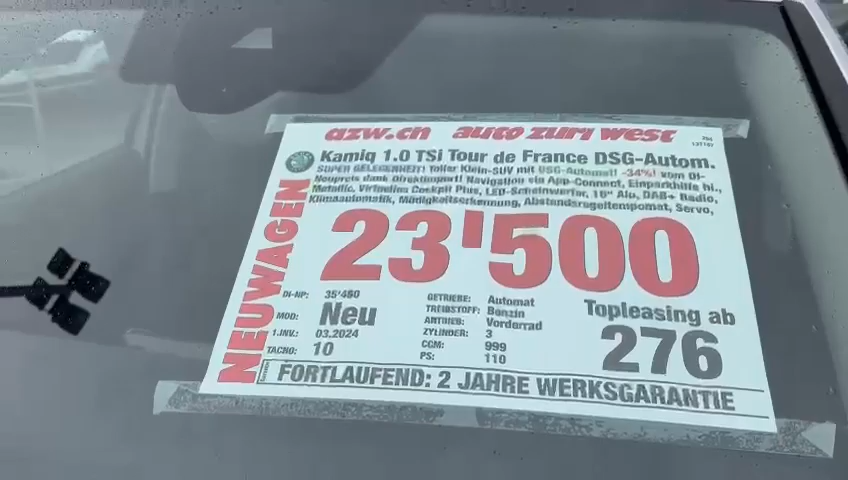 azw.ch auto züri west
Kamiq 1.0 TSi Tour de France DSG-Autom.
SUPER GELEGENHEIT! Toller Klein-SUV mit DSG-Automat! -34%! vom DI-
Neupreis dank Direktimport! Navigation via App-Connect, Einparkhilfe hi.,
Metallic, Virtuelles Cockpit Plus, LED-Scheinwerfer, 16" Alu, DAB+ Radio,
Klimaautomatik, Müdigkeitserkennung, Abstandsregeltempomat, Servo,
NEUWAGEN
23'500
DI-NP: 35'480
MOD: Neu
1.INV.: 03.2024
TACHO: 10
GETRIEBE: Automat
TREIBSTOFF: Benzin
ANTRIEB: Vorderrad
ZYLINDER: 3
CCM: 999
PS: 110
Topleasing ab
276
FORTLAUFEND: 2 JAHRE WERKSGARANTIE